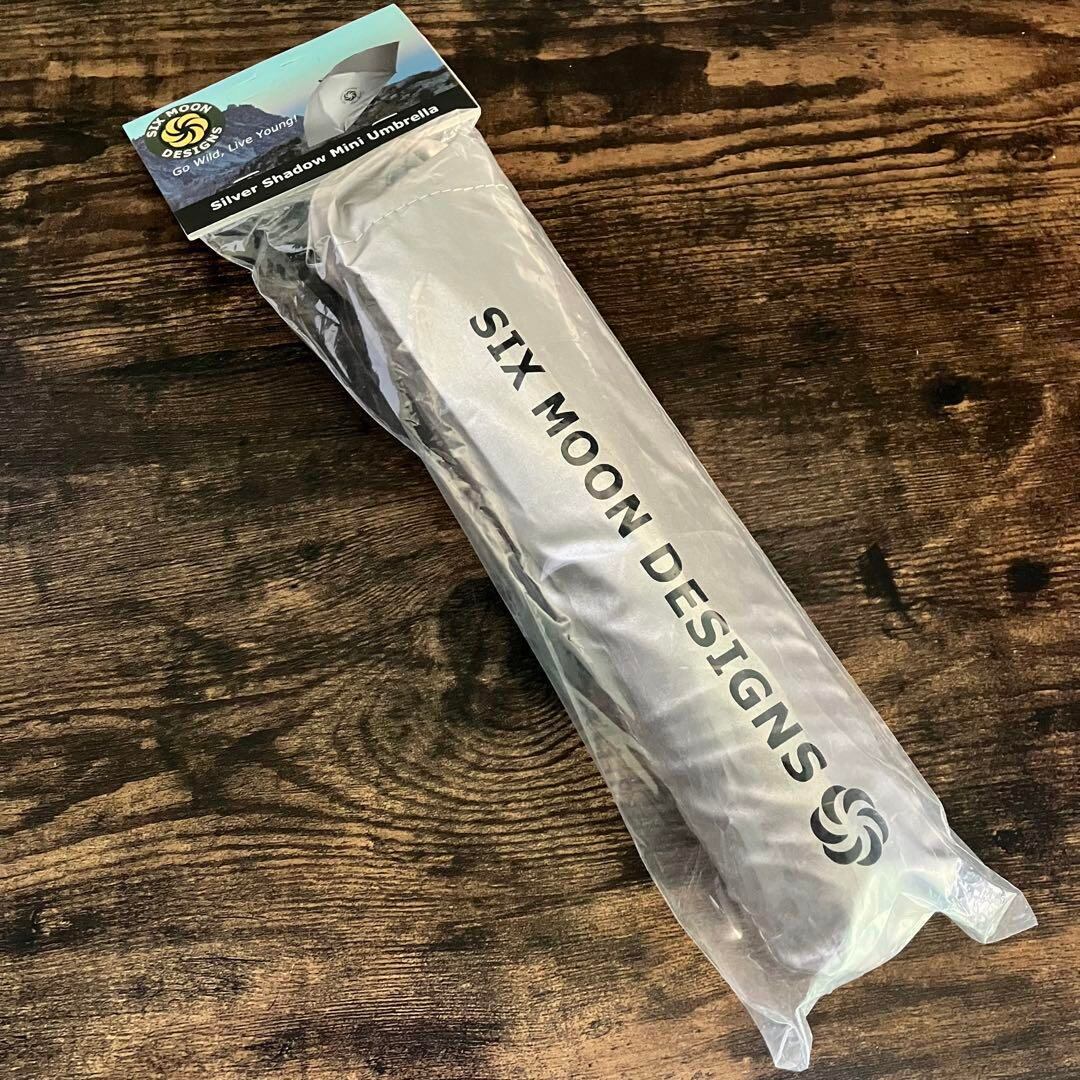 SIX MOON
DESIGNS
Go Wild, Live Young!
Silver Shadow Mini Umbrella
SIX MOON DESIGNS